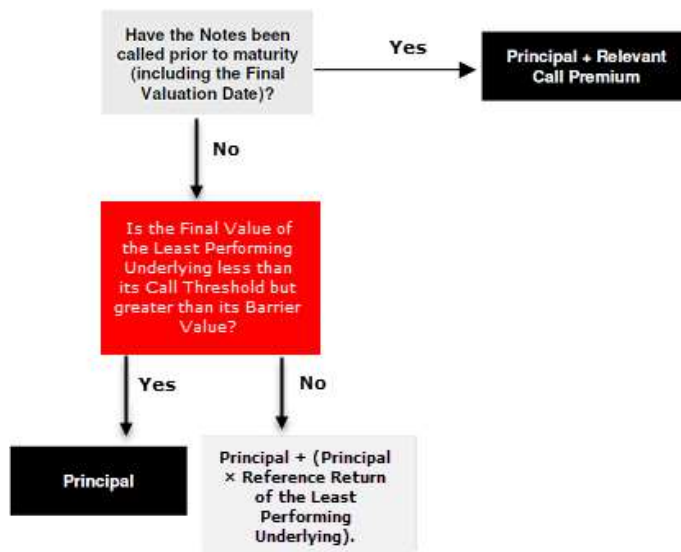 Have the Notes been
called prior to maturity
(including the Final
Valuation Date)?
Yes
Principal + Relevant
Call Premium
No
Is the Final Value of
the Least Performing
Underlying less than
its Call Threshold but
greater than its Barrier
Value?
Yes
No
Principal
Principal + (Principal
× Reference Return
of the Least
Performing
Underlying).